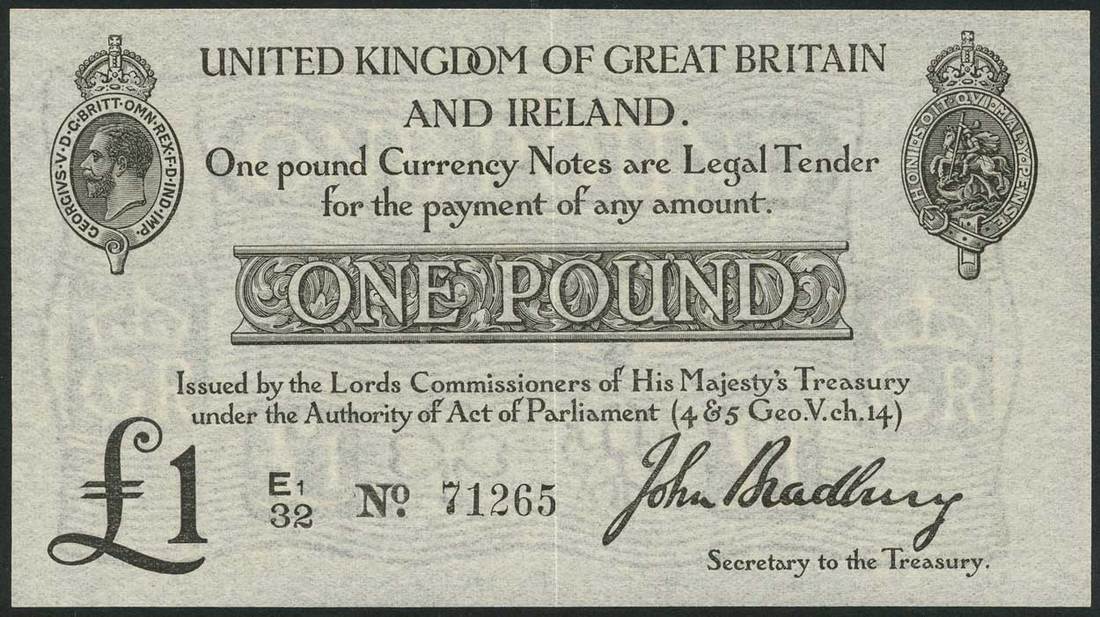 UNITED KINGDOM OF GREAT BRITAIN
AND IRELAND.
GEORGIVS·V·D·G·BRITT·OMN·REX·F·D·IND·IMP·
HONI·SOIT·QVI·MAL·Y·PENSE
One pound Currency Notes are Legal Tender
for the payment of any amount.
ONE POUND
Issued by the Lords Commissioners of His Majesty's Treasury
under the Authority of Act of Parliament (4 & 5 Geo.V.ch.14)
£1
E1
32
No. 71265
John Bradbury
Secretary to the Treasury.